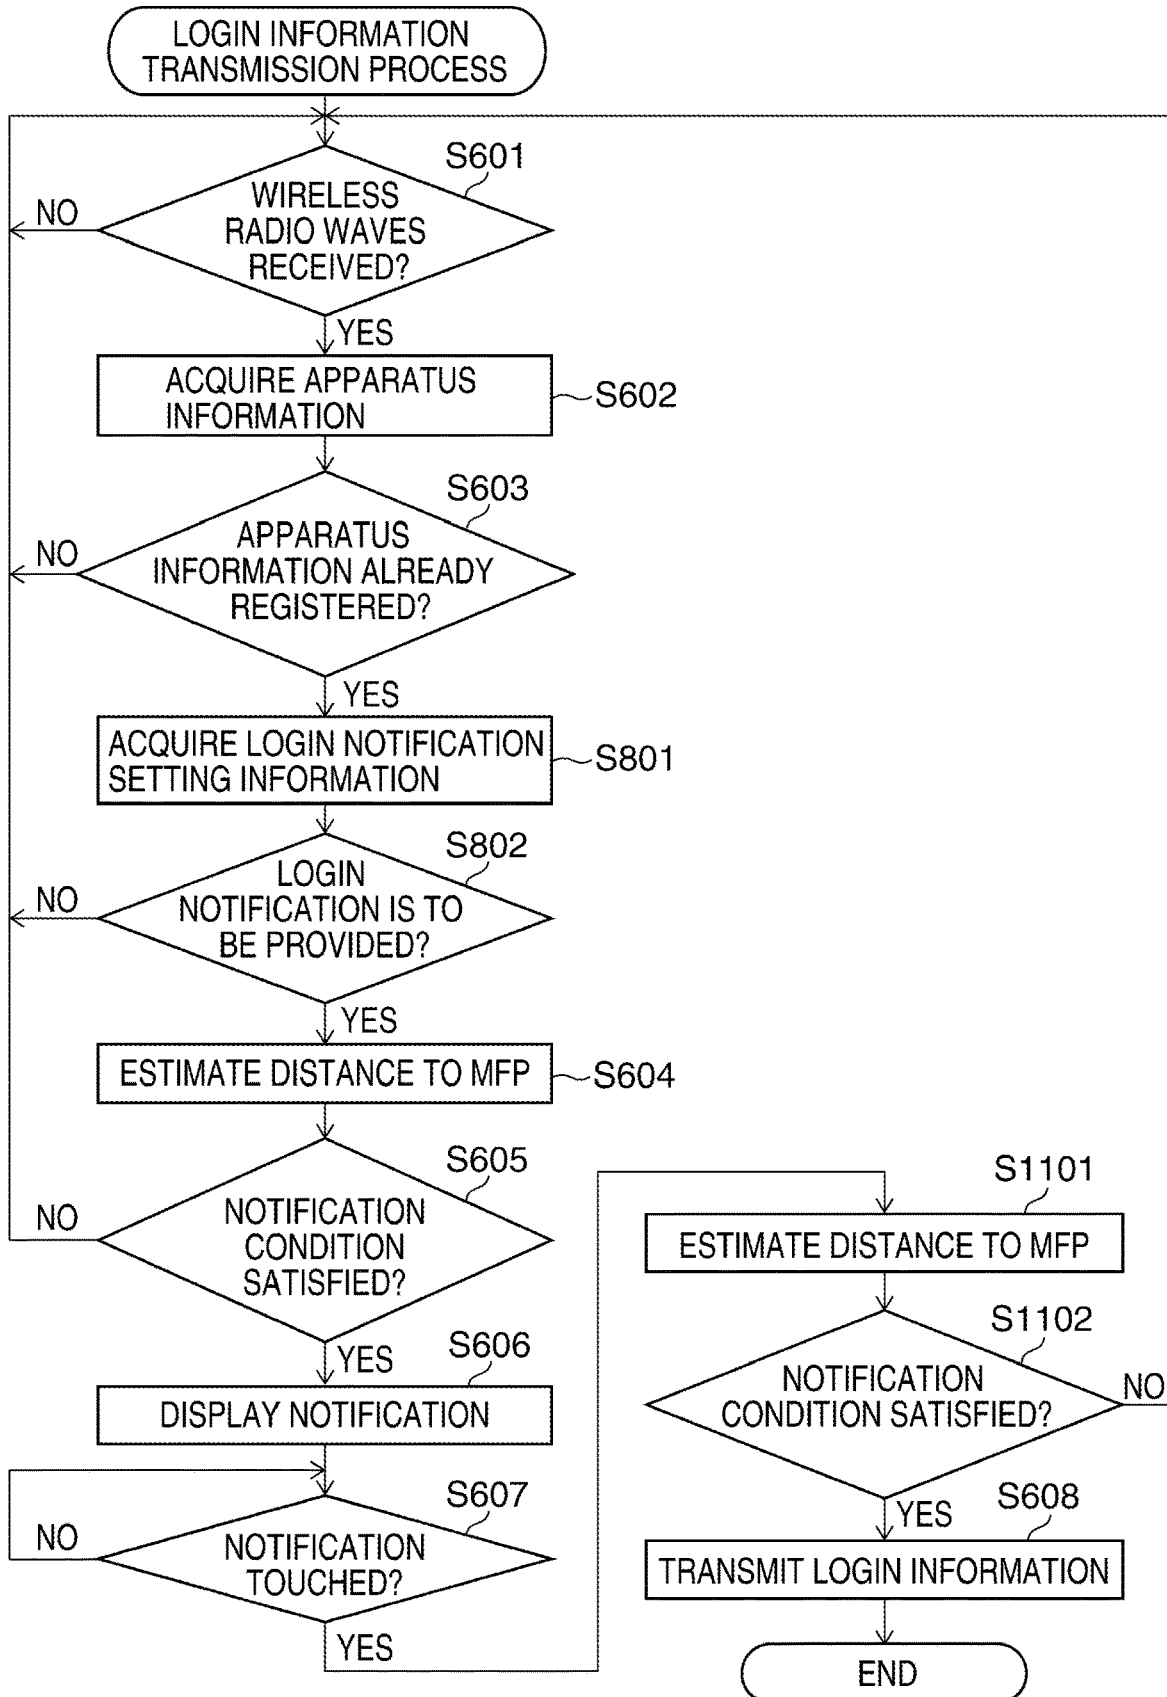 LOGIN INFORMATION
TRANSMISSION PROCESS
S601
WIRELESS
RADIO WAVES
RECEIVED?
NO
YES
ACQUIRE APPARATUS
INFORMATION
S602
S603
APPARATUS
INFORMATION ALREADY
REGISTERED?
NO
YES
ACQUIRE LOGIN NOTIFICATION
SETTING INFORMATION
S801
S802
LOGIN
NOTIFICATION IS TO
BE PROVIDED?
NO
YES
ESTIMATE DISTANCE TO MFP
S604
S605
NOTIFICATION
CONDITION
SATISFIED?
NO
YES
S606
DISPLAY NOTIFICATION
S607
NOTIFICATION
TOUCHED?
NO
YES
S1101
ESTIMATE DISTANCE TO MFP
S1102
NOTIFICATION
CONDITION SATISFIED?
NO
YES
S608
TRANSMIT LOGIN INFORMATION
END